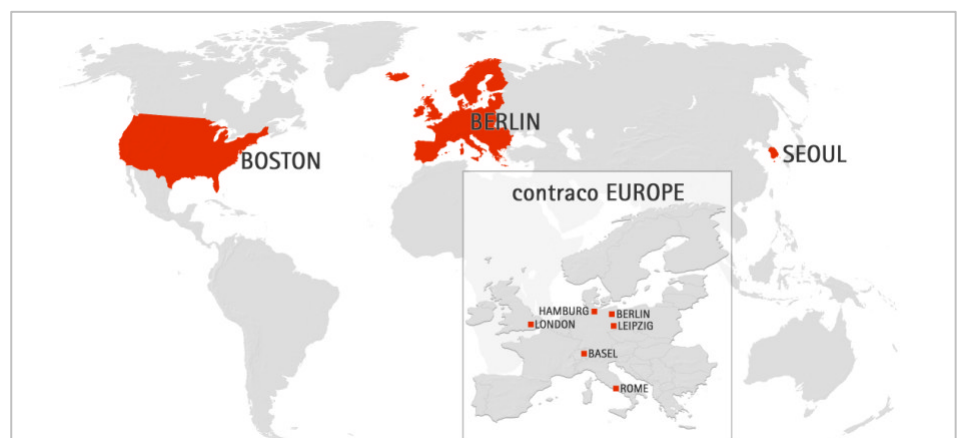 BERLIN
BOSTON
SEOUL
contraco EUROPE
HAMBURG
BERLIN
LONDON
LEIPZIG
BASEL
ROME